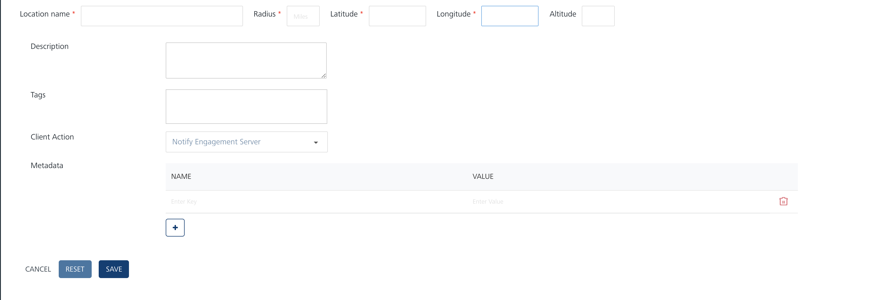 Location name * Radius * Miles Latitude * Longitude * Altitude
Description
Tags
Client Action Notify Engagement Server
Metadata
NAME VALUE
Enter Key Enter Value
+
CANCEL RESET SAVE